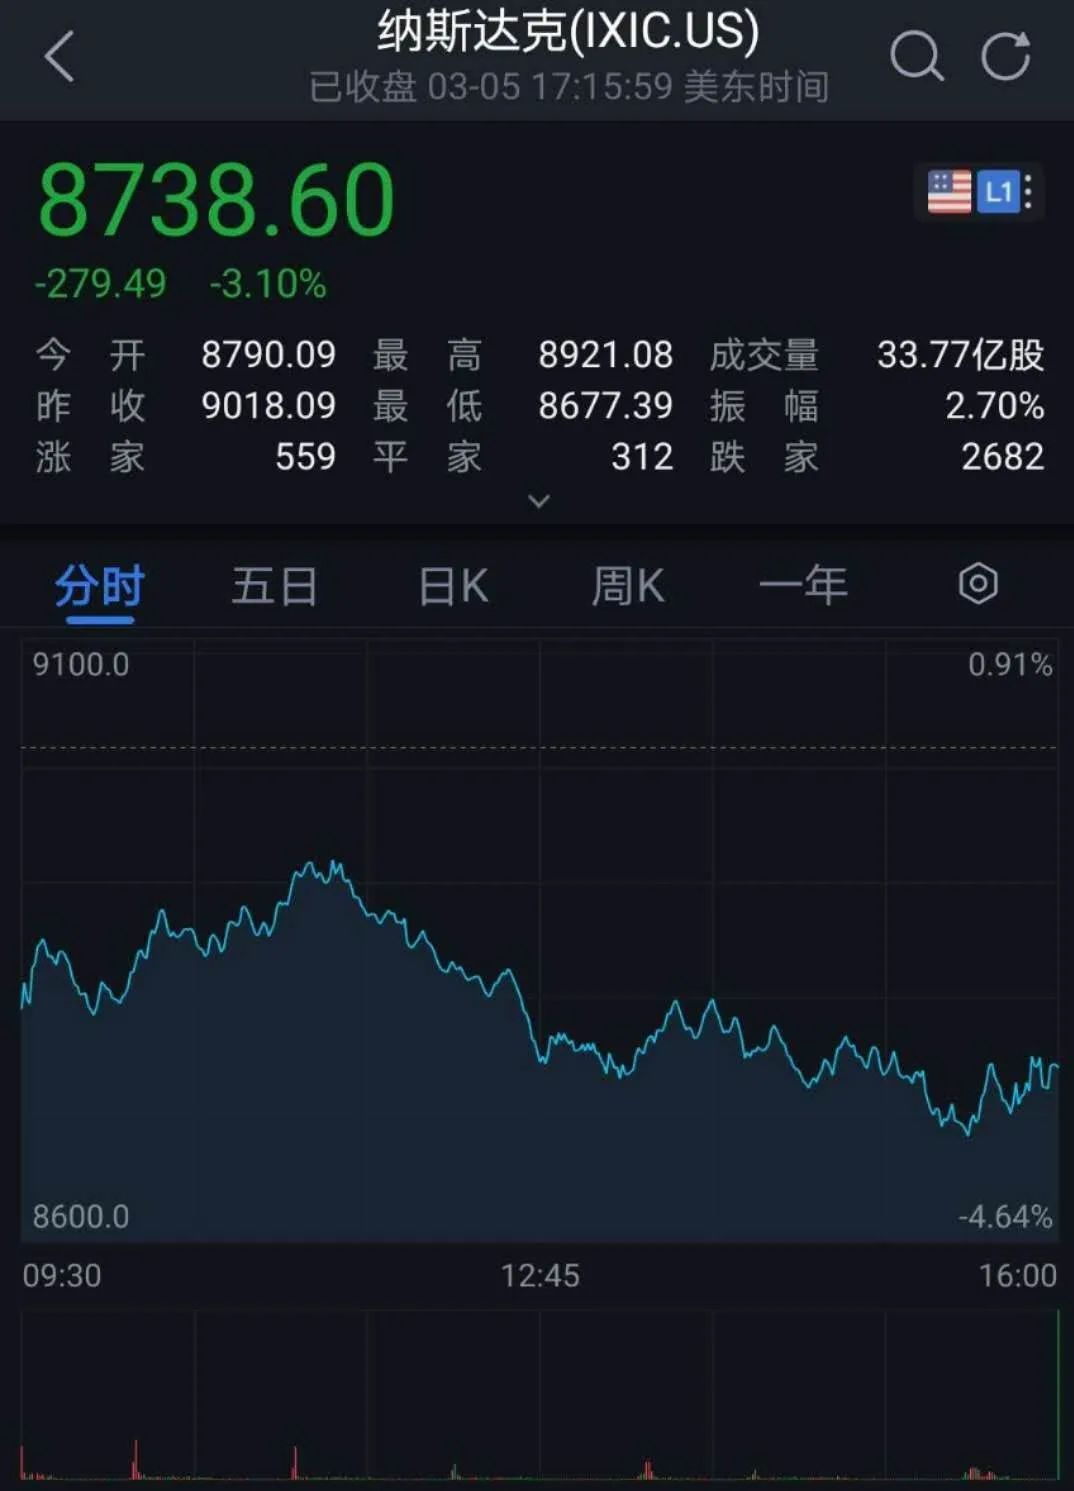 纳斯达克(IXIC.US)
已收盘 03-05 17:15:59 美东时间
8738.60
L1
-279.49 -3.10%
今开 8790.09 最高 8921.08 成交量 33.77亿股
昨收 9018.09 最低 8677.39 振幅 2.70%
涨家 559 平家 312 跌家 2682
分时 五日 日K 周K 一年
9100.0 0.91%
8600.0 -4.64%
09:30 12:45 16:00